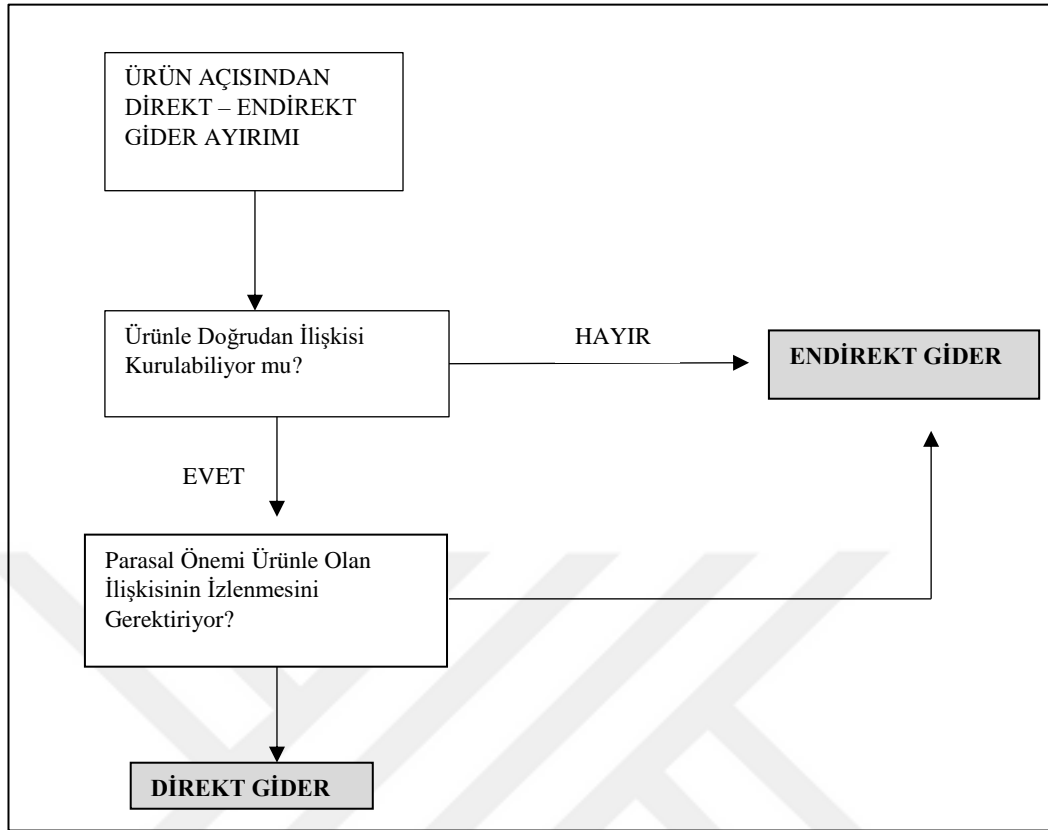 ÜRÜN AÇISINDAN
DİREKT – ENDİREKT
GİDER AYIRIMI
Ürünle Doğrudan İlişkisi
Kurulabiliyor mu?
HAYIR
ENDİREKT GİDER
EVET
Parasal Önemi Ürünle Olan
İlişkisinin İzlenmesini
Gerektiriyor?
DİREKT GİDER